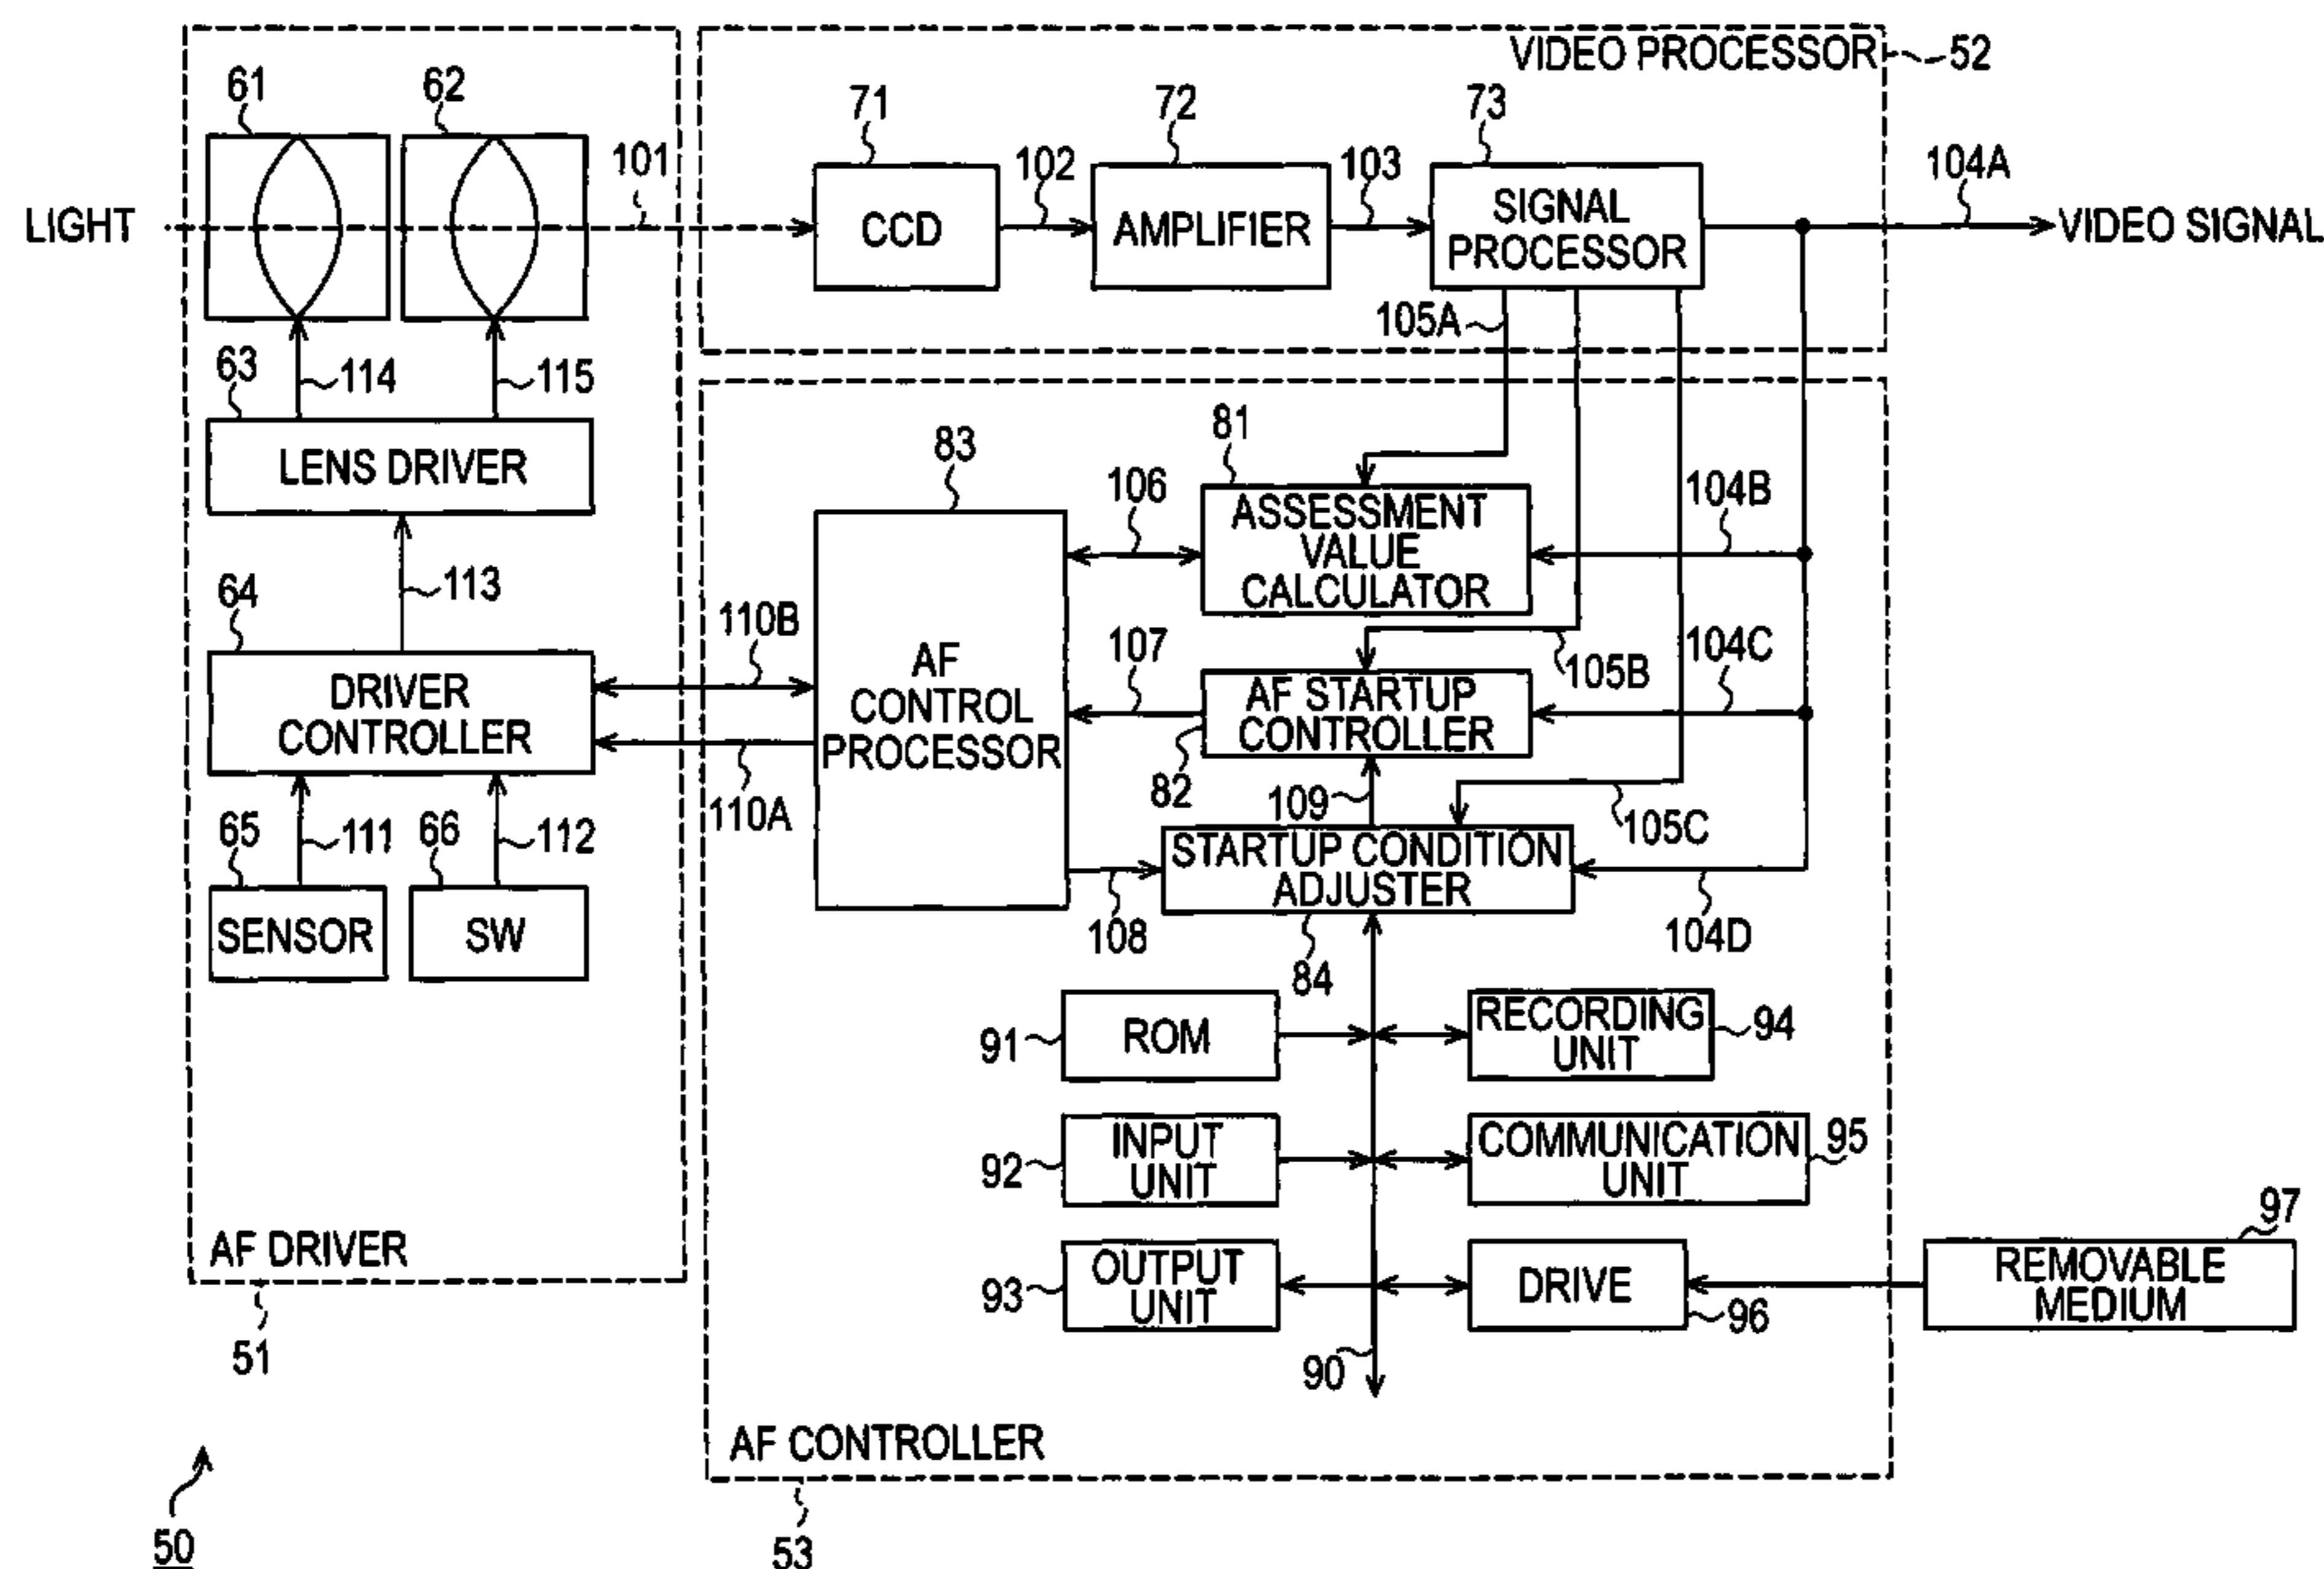 VIDEO PROCESSOR
52
61
62
101
71
102
72
103
73
104A
LIGHT
CCD
AMPLIFIER
SIGNAL
PROCESSOR
VIDEO SIGNAL
105A
63
114
115
LENS DRIVER
83
106
81
ASSESSMENT
VALUE
CALCULATOR
104B
64
113
110B
DRIVER
CONTROLLER
AF
CONTROL
PROCESSOR
107
AF STARTUP
CONTROLLER
105B
104C
110A
82
109
65
111
66
112
105C
STARTUP CONDITION
ADJUSTER
SENSOR
SW
108
84
104D
91
ROM
RECORDING
UNIT
94
92
INPUT
UNIT
COMMUNICATION
UNIT
95
93
OUTPUT
UNIT
DRIVE
96
97
REMOVABLE
MEDIUM
90
AF DRIVER
51
AF CONTROLLER
53
50